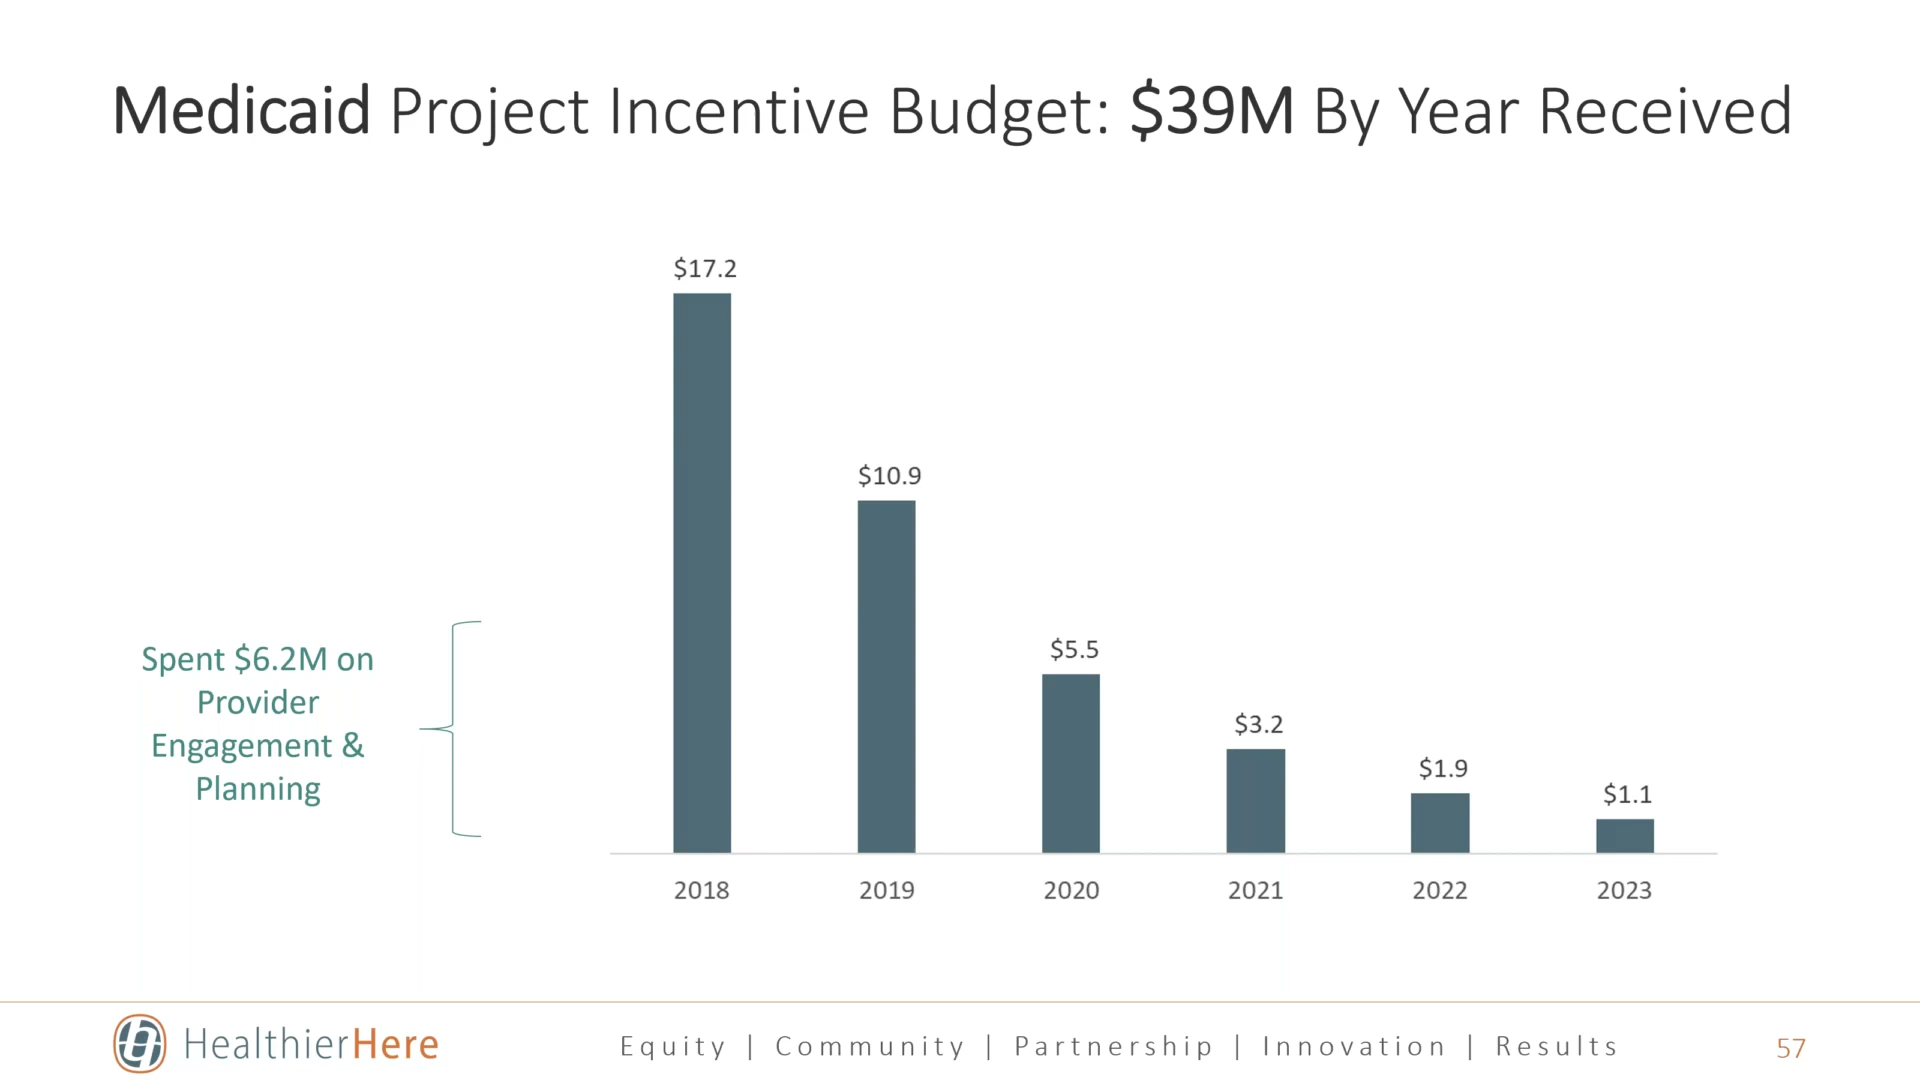 Medicaid Project Incentive Budget: $39M By Year Received
$17.2
$10.9
$5.5
$3.2
$1.9
$1.1
Spent $6.2M on
Provider
Engagement &
Planning
2018 2019 2020 2021 2022 2023
HealthierHere
Equity | Community | Partnership | Innovation | Results
57